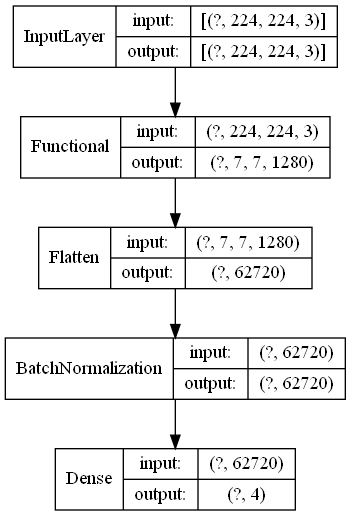 InputLayer input: [(?, 224, 224, 3)]
output: [(?, 224, 224, 3)]
Functional input: (?, 224, 224, 3)
output: (?, 7, 7, 1280)
Flatten input: (?, 7, 7, 1280)
output: (?, 62720)
BatchNormalization input: (?, 62720)
output: (?, 62720)
Dense input: (?, 62720)
output: (?, 4)